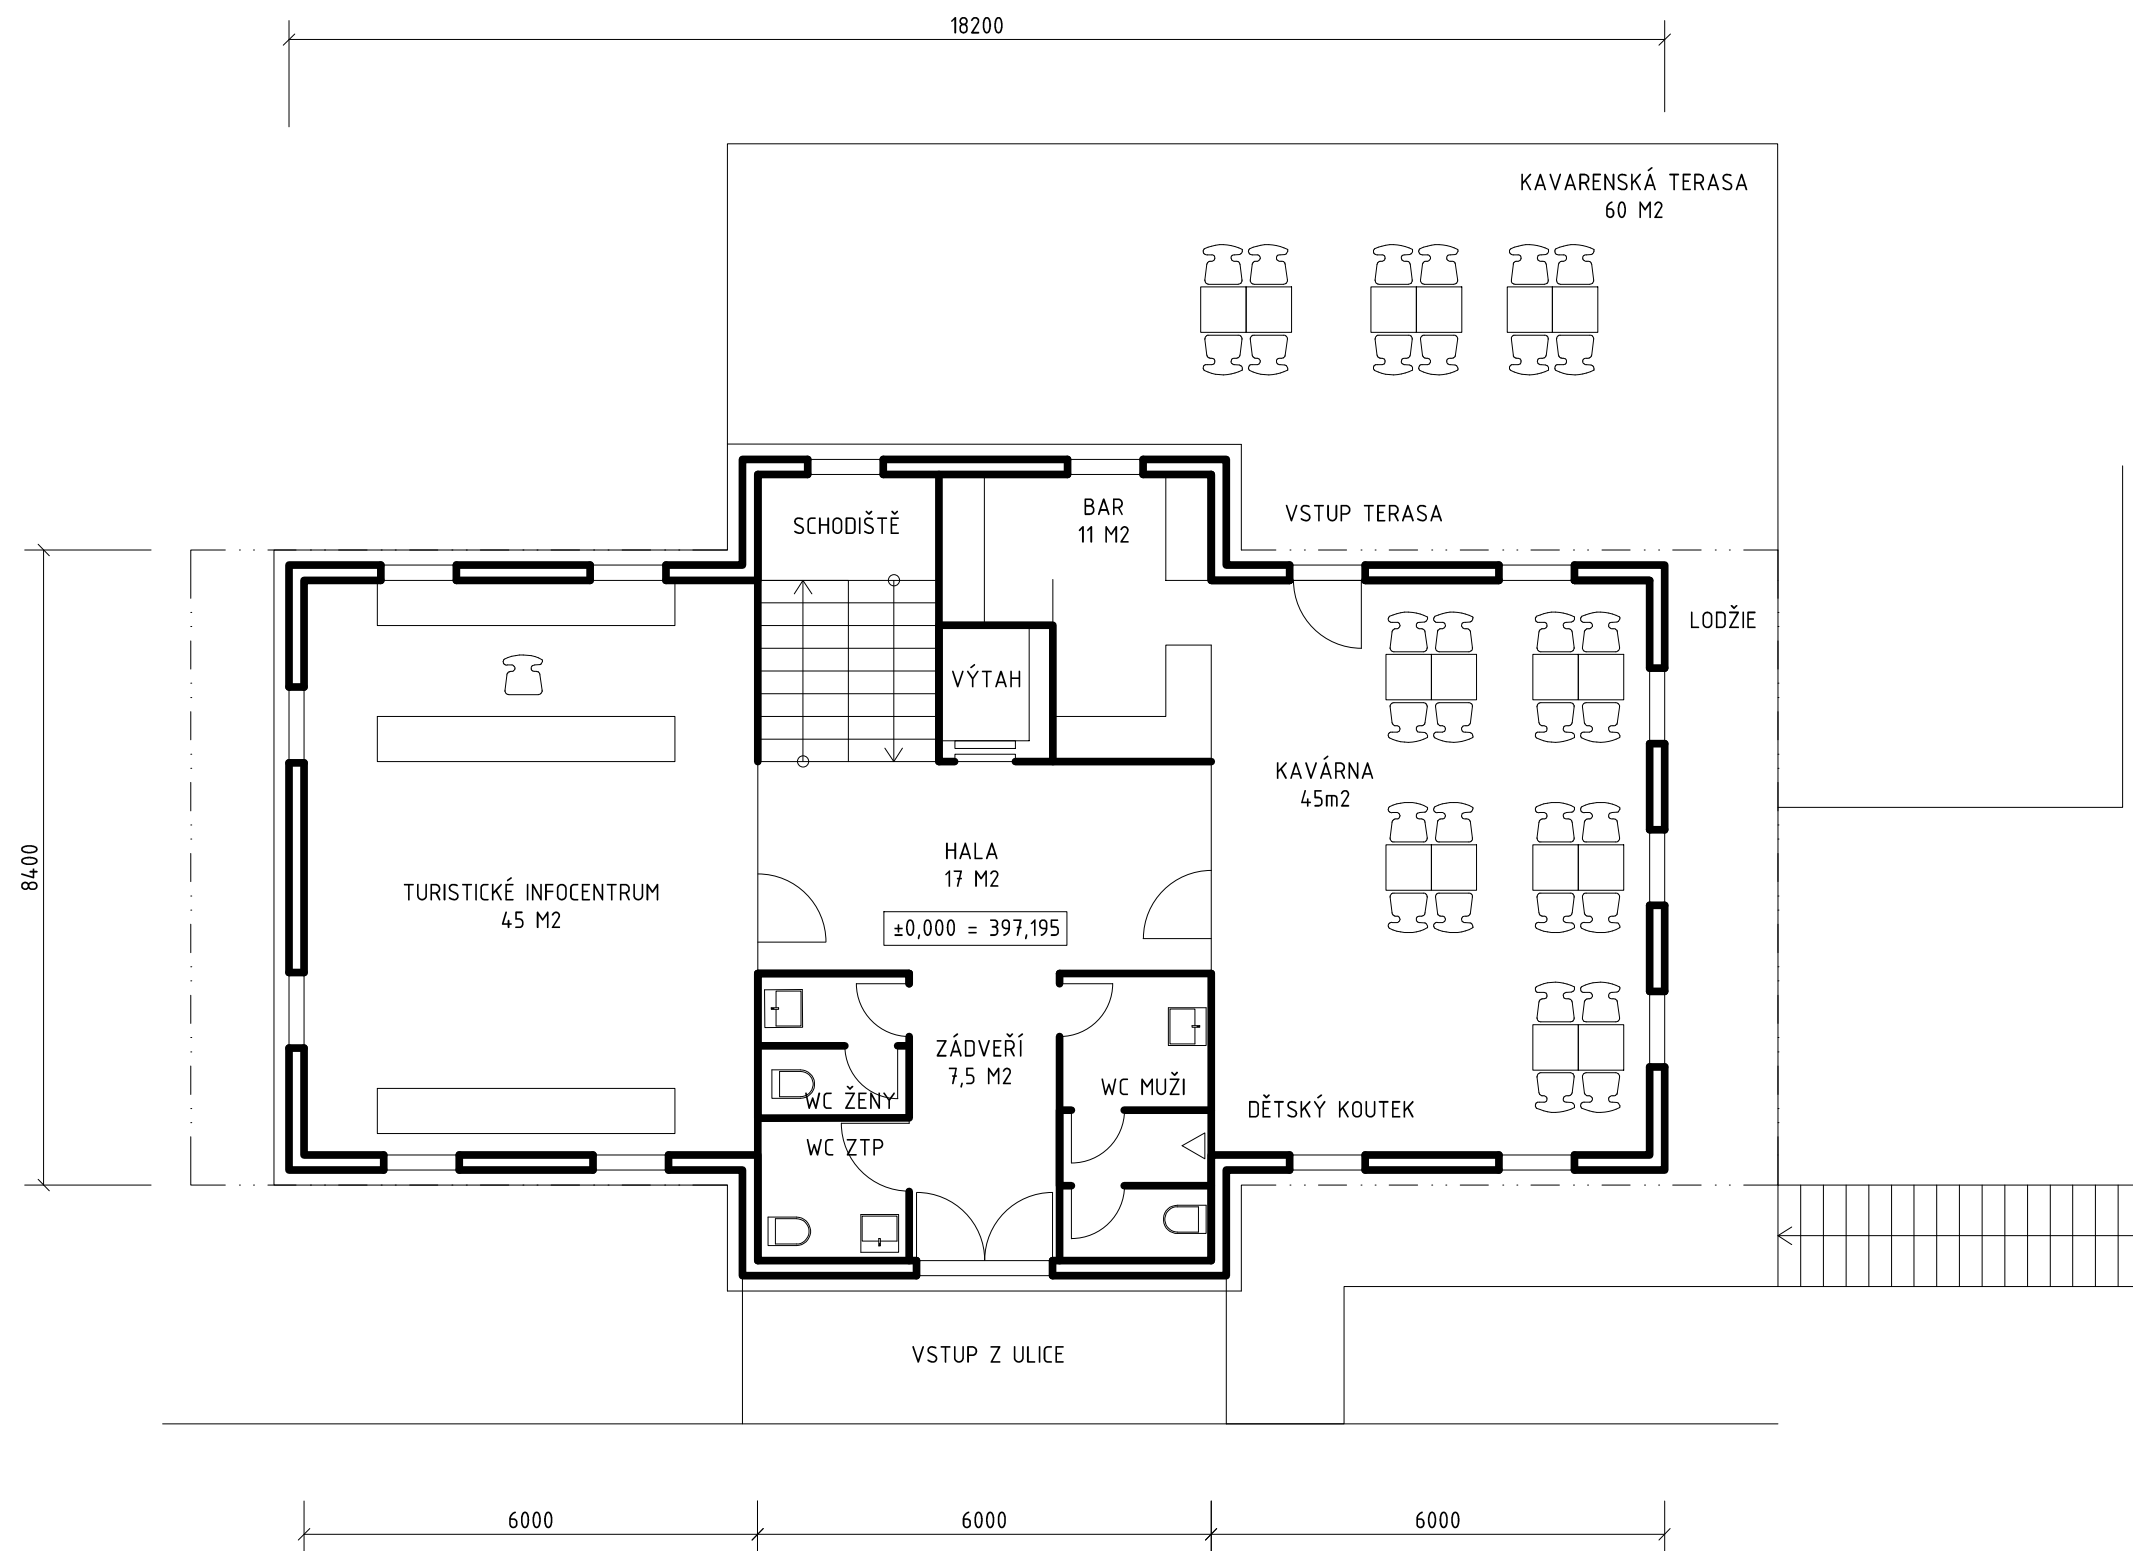 18200
KAVARENSKÁ TERASA
60 M2
BAR
11 M2
VSTUP TERASA
SCHODIŠTĚ
LODŽIE
VÝTAH
KAVÁRNA
45m2
HALA
17 M2
8400
TURISTICKÉ INFOCENTRUM
45 M2
±0,000 = 397,195
ZÁDVEŘÍ
7,5 M2
WC ŽENY
WC MUŽI
DĚTSKÝ KOUTEK
WC ZTP
VSTUP Z ULICE
6000
6000
6000